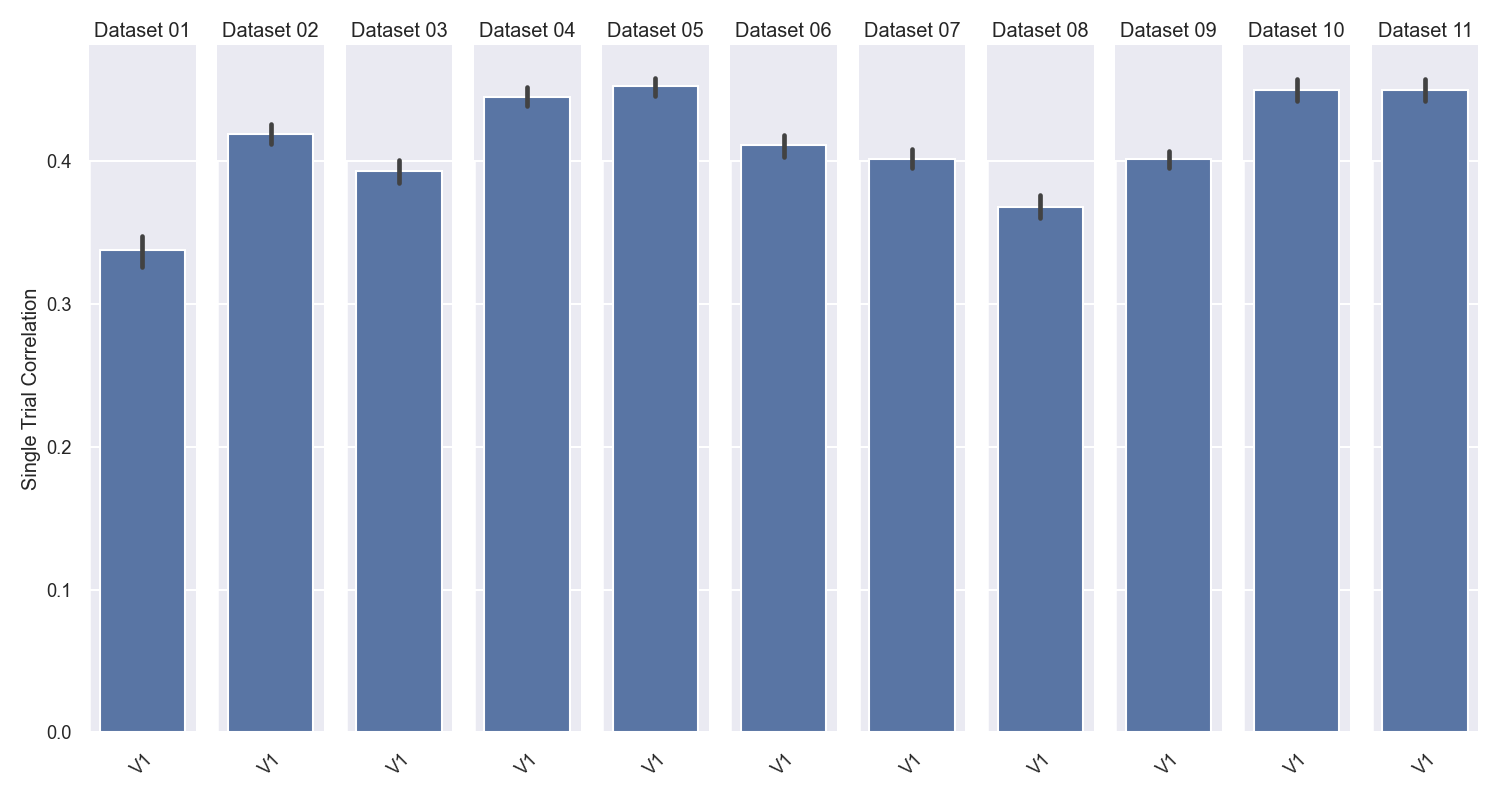 Dataset 01 Dataset 02 Dataset 03 Dataset 04 Dataset 05 Dataset 06 Dataset 07 Dataset 08 Dataset 09 Dataset 10 Dataset 11
Single Trial Correlation
0.4
0.3
0.2
0.1
0.0
V1 V1 V1 V1 V1 V1 V1 V1 V1 V1 V1